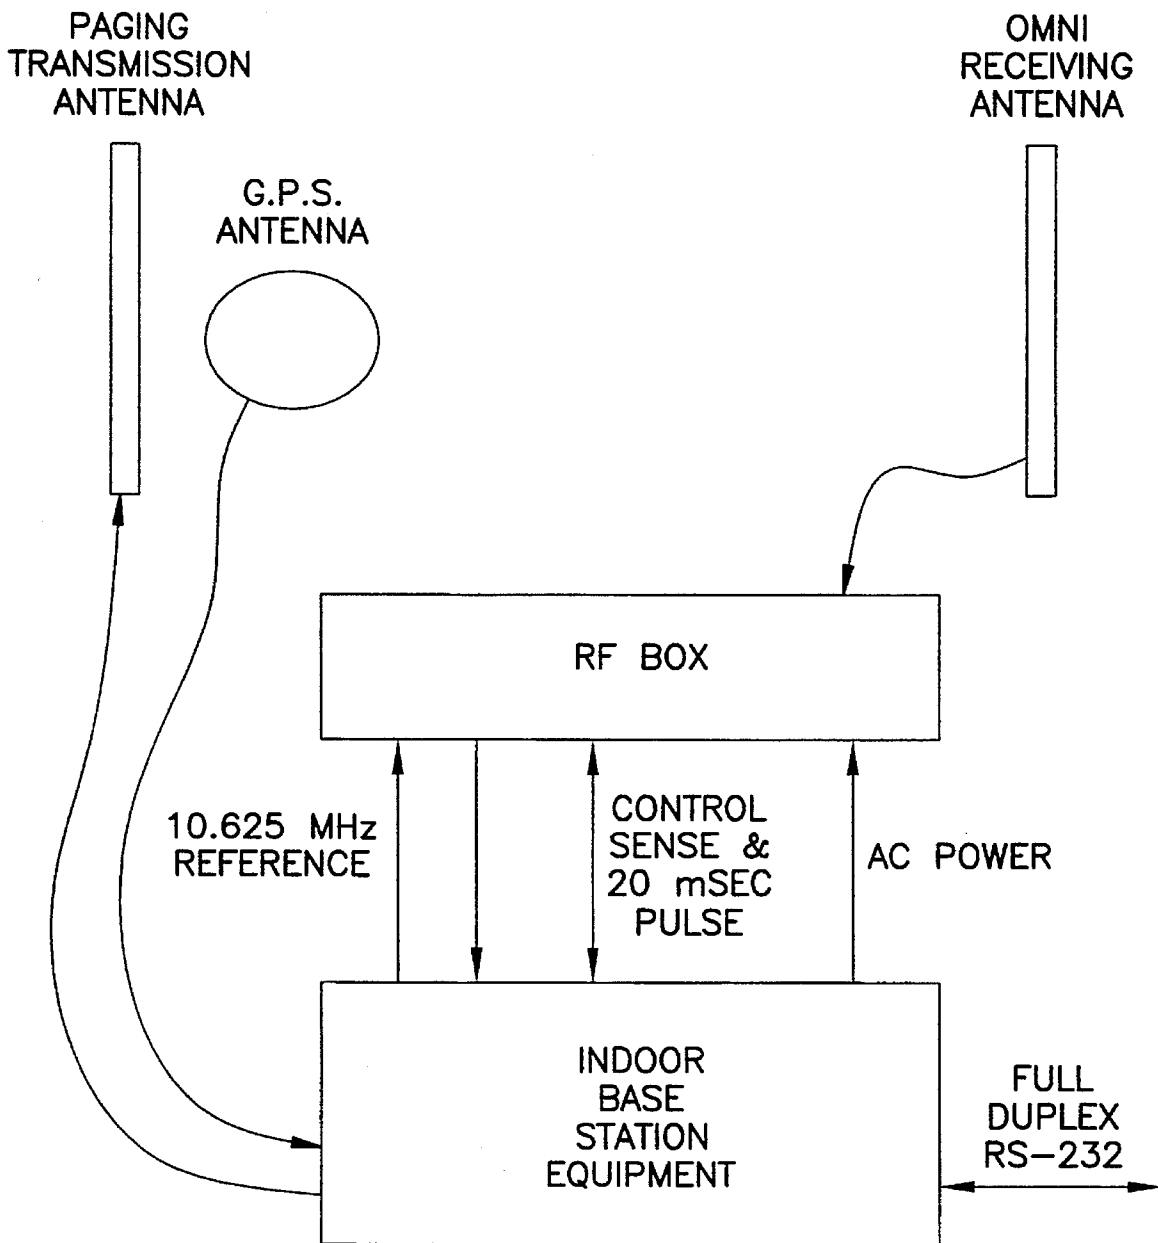 PAGING
TRANSMISSION
ANTENNA
OMNI
RECEIVING
ANTENNA
G.P.S.
ANTENNA
RF BOX
10.625 MHz
REFERENCE
CONTROL
SENSE &
20 mSEC
PULSE
AC POWER
INDOOR
BASE
STATION
EQUIPMENT
FULL
DUPLEX
RS-232